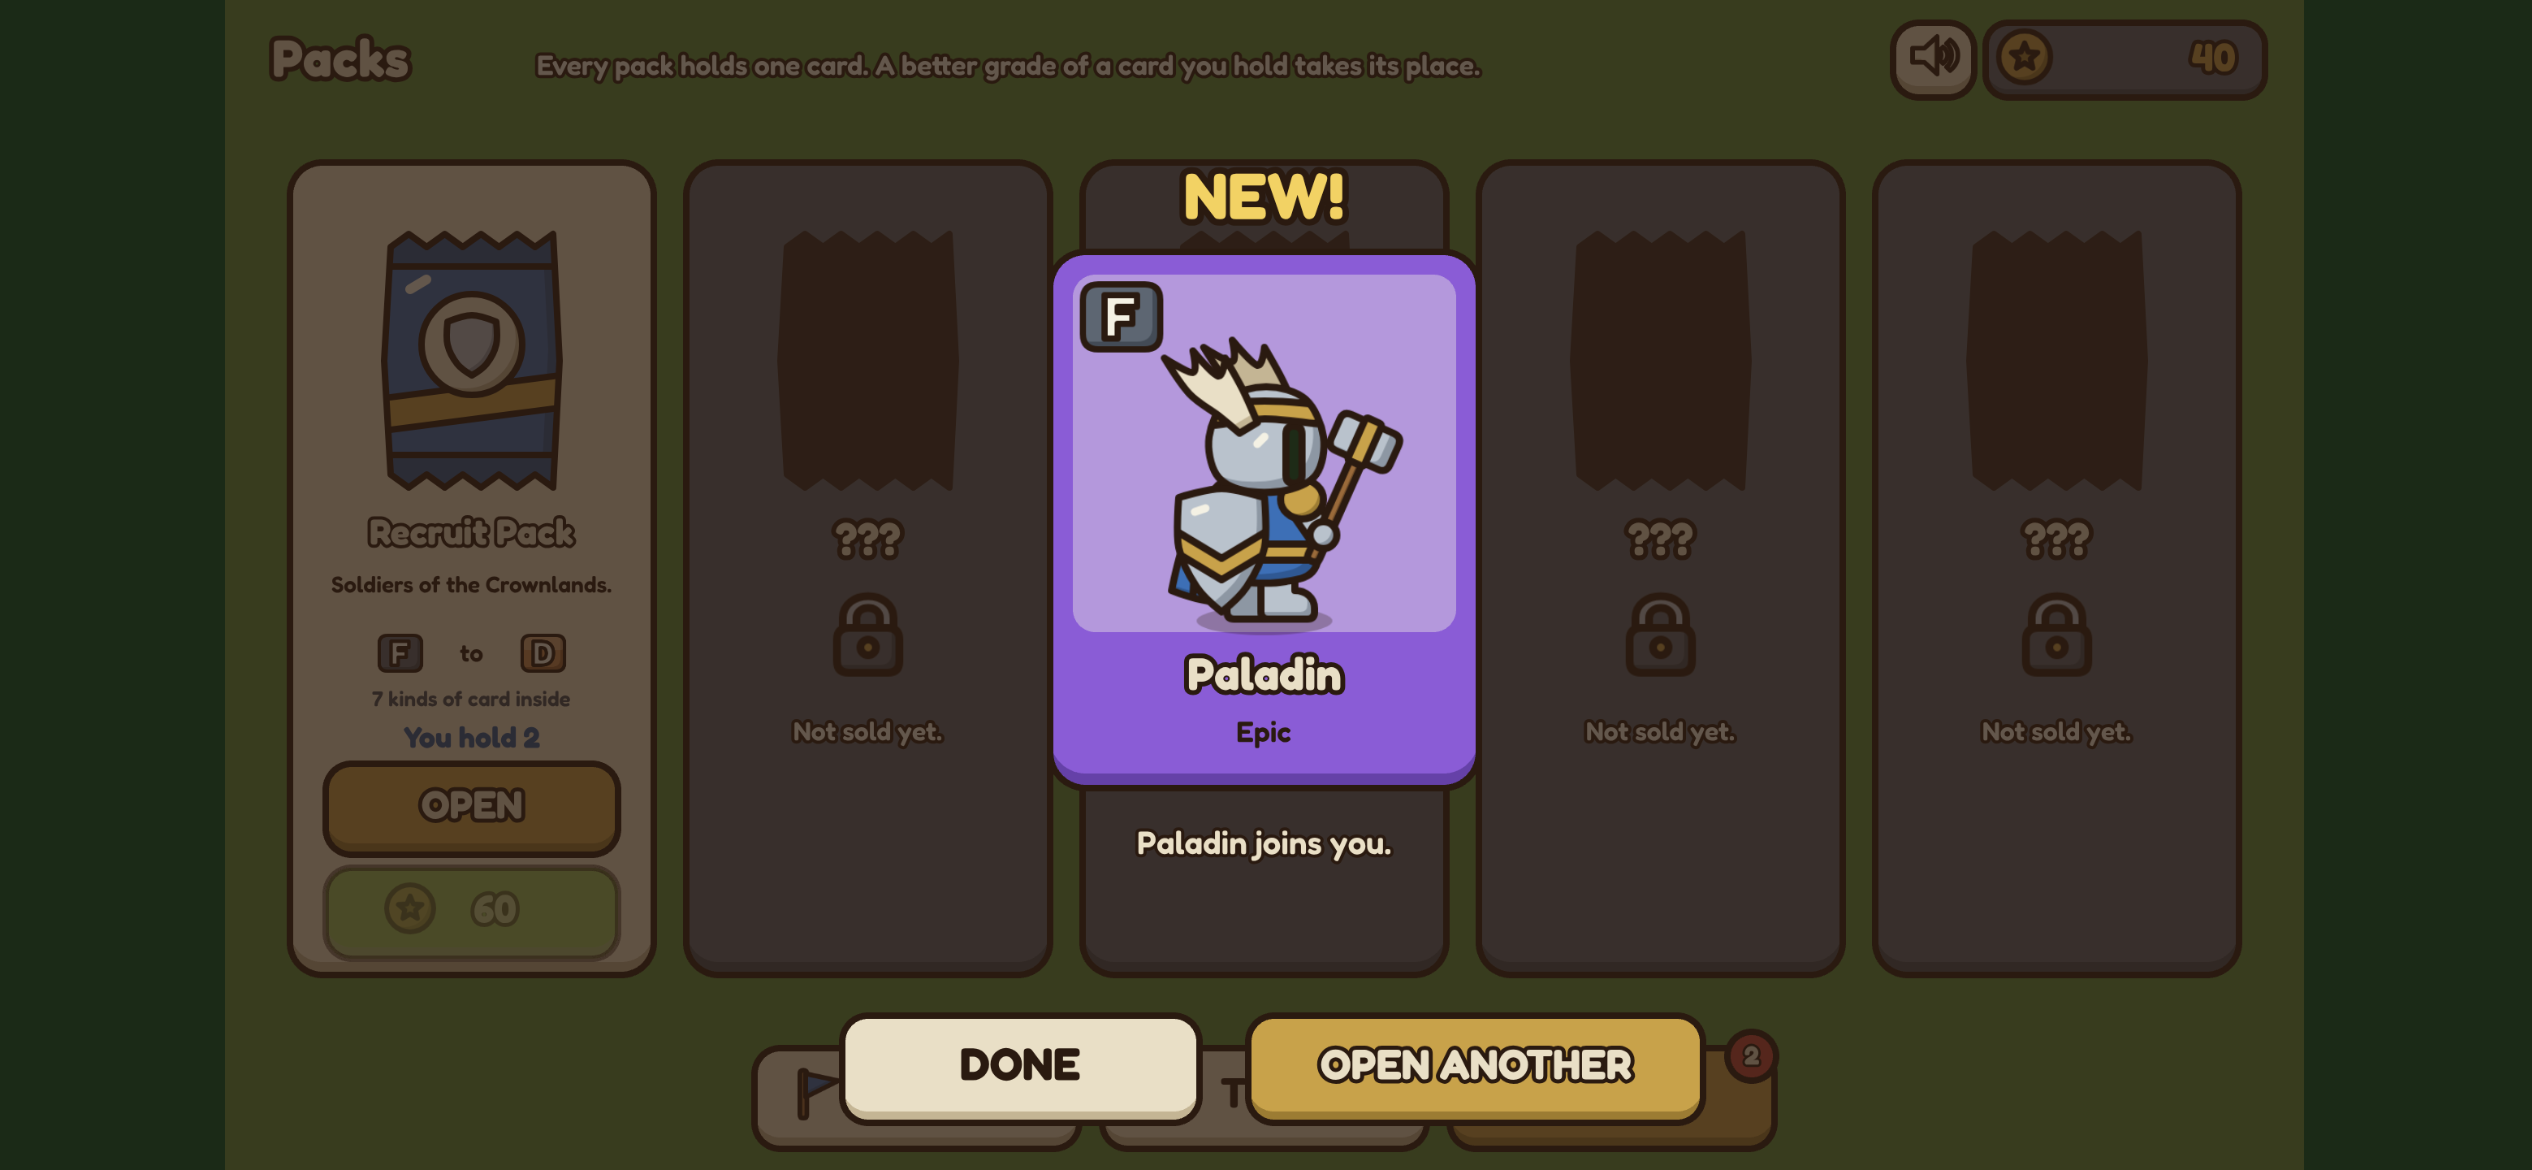 Packs
Every pack holds one card. A better grade of a card you hold takes its place.
40
NEW!
F
Recruit Pack
Soldiers of the Crownlands.
F to D
7 kinds of card inside
You hold 2
OPEN
60
???
Not sold yet.
Paladin
Epic
Paladin joins you.
???
Not sold yet.
???
Not sold yet.
DONE
OPEN ANOTHER
2